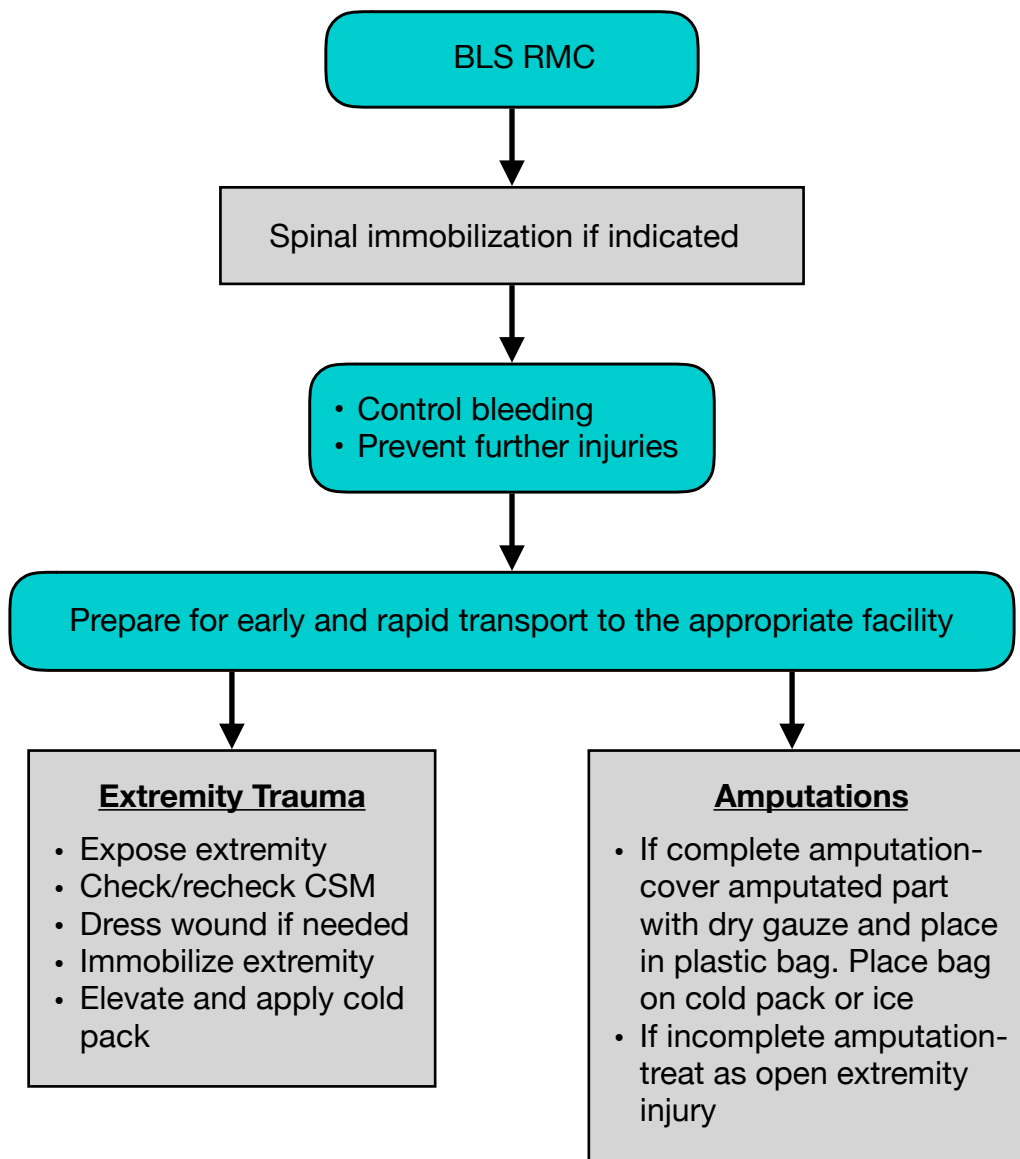 BLS RMC
Spinal immobilization if indicated
• Control bleeding
• Prevent further injuries
Prepare for early and rapid transport to the appropriate facility
Extremity Trauma
• Expose extremity
• Check/recheck CSM
• Dress wound if needed
• Immobilize extremity
• Elevate and apply cold
pack
Amputations
• If complete amputation-
cover amputated part
with dry gauze and place
in plastic bag. Place bag
on cold pack or ice
• If incomplete amputation-
treat as open extremity
injury